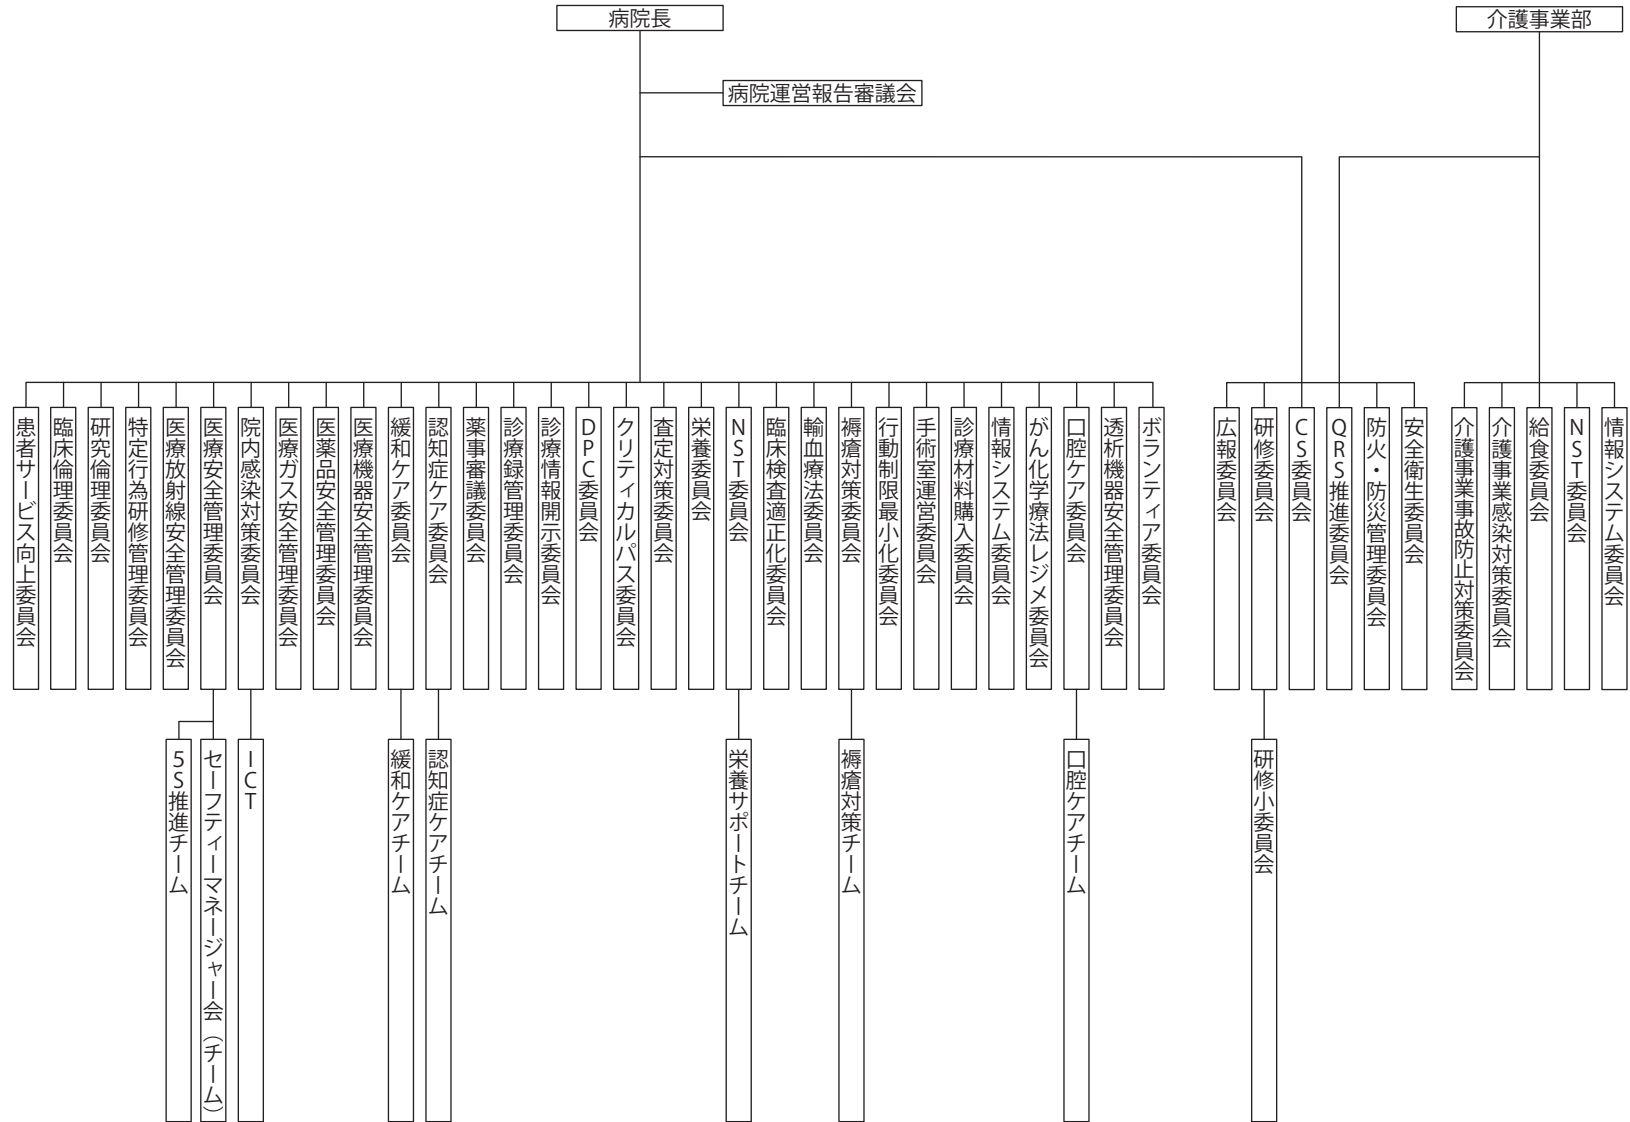 病院長
介護事業部
病院運営報告審議会
患者サービス向上委員会
臨床倫理委員会
研究倫理委員会
特定行為研修管理委員会
医療放射線安全管理委員会
医療安全管理委員会
院内感染対策委員会
医療ガス安全管理委員会
医薬品安全管理委員会
医療機器安全管理委員会
緩和ケア委員会
認知症ケア委員会
薬事審議委員会
診療録管理委員会
診療情報開示委員会
DPC委員会
クリティカルパス委員会
査定対策委員会
栄養委員会
NST委員会
臨床検査適正化委員会
輸血療法委員会
褥瘡対策委員会
行動制限最小化委員会
手術室運営委員会
診療材料購入委員会
情報システム委員会
がん化学療法レジメ委員会
口腔ケア委員会
透析機器安全管理委員会
ボランティア委員会
広報委員会
研修委員会
CS委員会
QRS推進委員会
防火・防災管理委員会
安全衛生委員会
介護事業事故防止対策委員会
介護事業感染対策委員会
給食委員会
NST委員会
情報システム委員会
5S推進チーム
セーフティーマネージャー会（チーム）
ICT
緩和ケアチーム
認知症ケアチーム
栄養サポートチーム
褥瘡対策チーム
口腔ケアチーム
研修小委員会